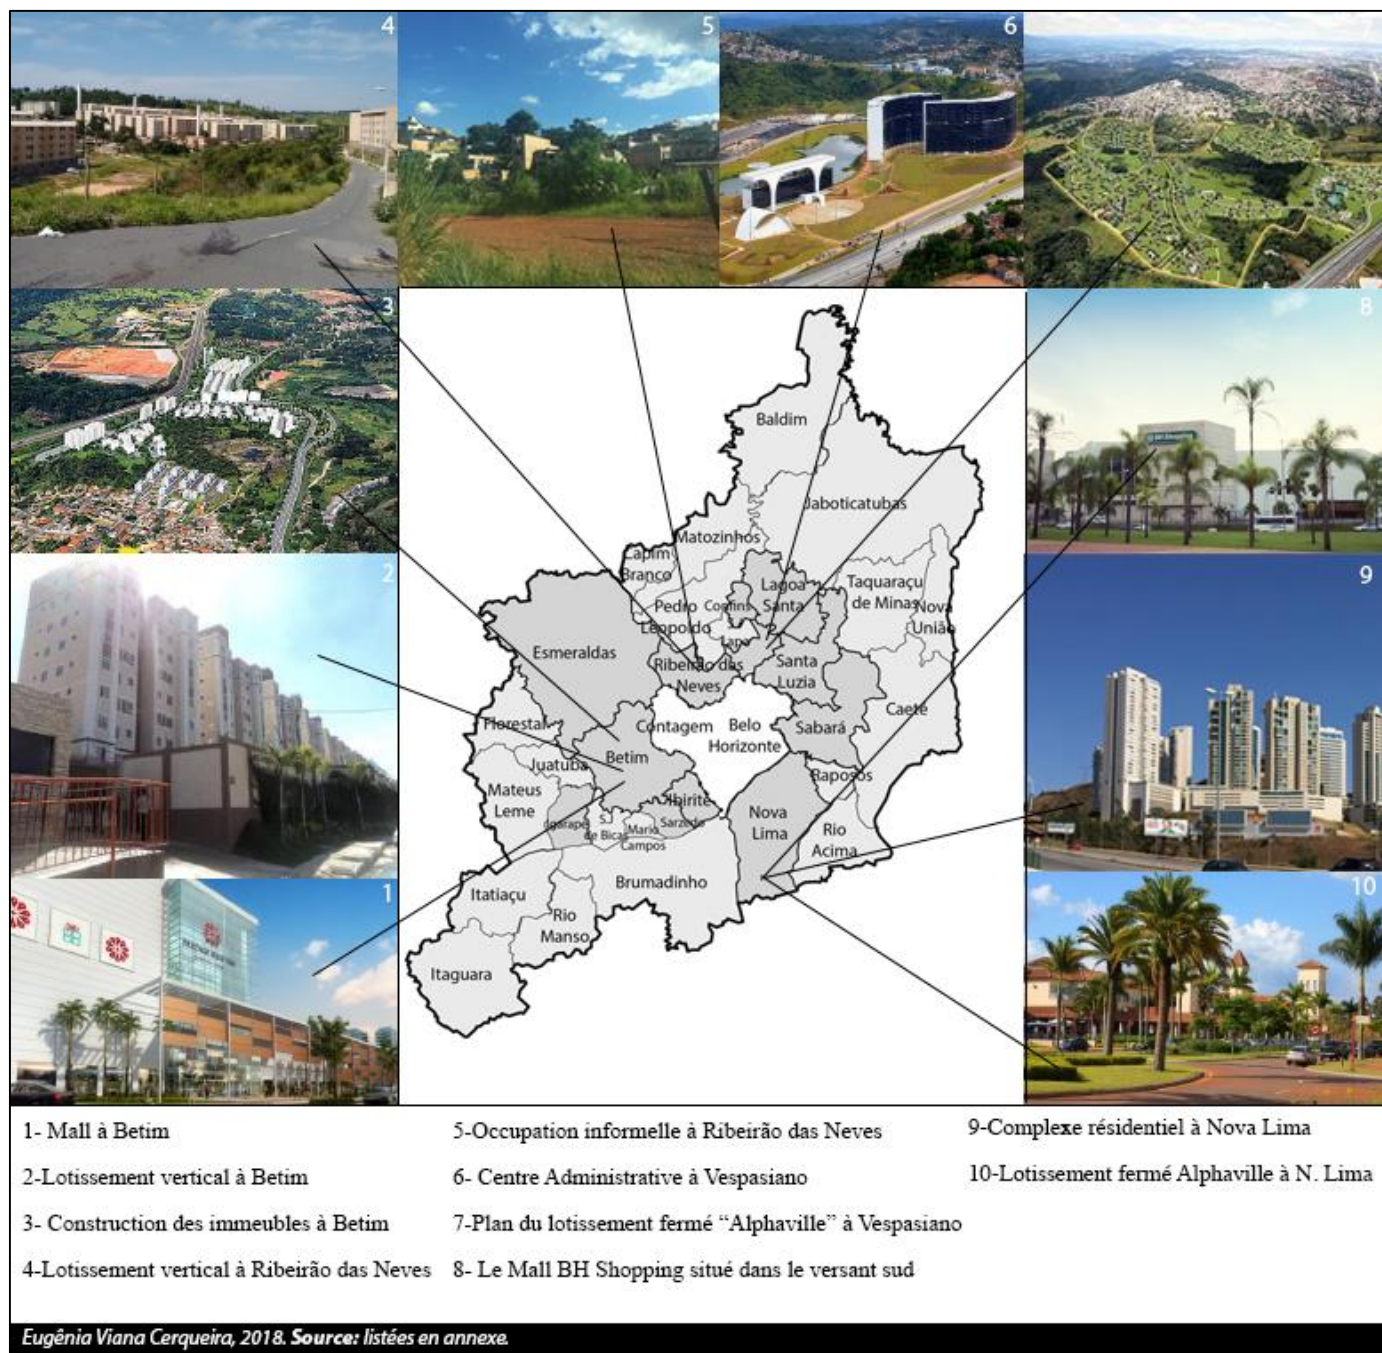 4
5
6
7
3
8
2
9
1
10
BH Shopping
Baldim
Jaboticatubas
Matozinhos
Capim
Branco
Lagoa
Santa
Taquaraçu
de Minas
Nova
União
Pedro
Leopoldo
Confins
Lapa
Esmeraldas
Ribeirão das
Neves
Santa
Luzia
Caete
Florestal
Contagem
Belo
Horizonte
Sabará
Juatuba
Betim
Raposos
Mateus
Leme
Ibirité
Nova
Lima
Igarapé
S. J.
de Bicas
Mario
Campos
Sarzedo
Rio
Acima
Itatiaçu
Brumadinho
Rio
Manso
Itaguara
1- Mall à Betim
2-Lotissement vertical à Betim
3- Construction des immeubles à Betim
4-Lotissement vertical à Ribeirão das Neves
5-Occupation informelle à Ribeirão das Neves
6- Centre Administrative à Vespasiano
7-Plan du lotissement fermé “Alphaville” à Vespasiano
8- Le Mall BH Shopping situé dans le versant sud
9-Complexe résidentiel à Nova Lima
10-Lotissement fermé Alphaville à N. Lima
Eugênia Viana Cerqueira, 2018. Source: listées en annexe.